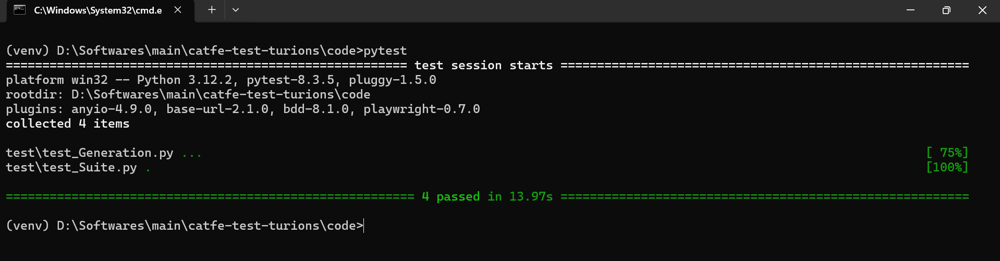 C:\Windows\System32\cmd.e
(venv) D:\Softwares\main\catfe-test-turions\code>pytest
======================================================= test session starts ========================================================
platform win32 -- Python 3.12.2, pytest-8.3.5, pluggy-1.5.0
rootdir: D:\Softwares\main\catfe-test-turions\code
plugins: anyio-4.9.0, base-url-2.1.0, bdd-8.1.0, playwright-0.7.0
collected 4 items
test\test_Generation.py ... [ 75%]
test\test_Suite.py . [100%]
======================================================== 4 passed in 13.97s ========================================================
(venv) D:\Softwares\main\catfe-test-turions\code>